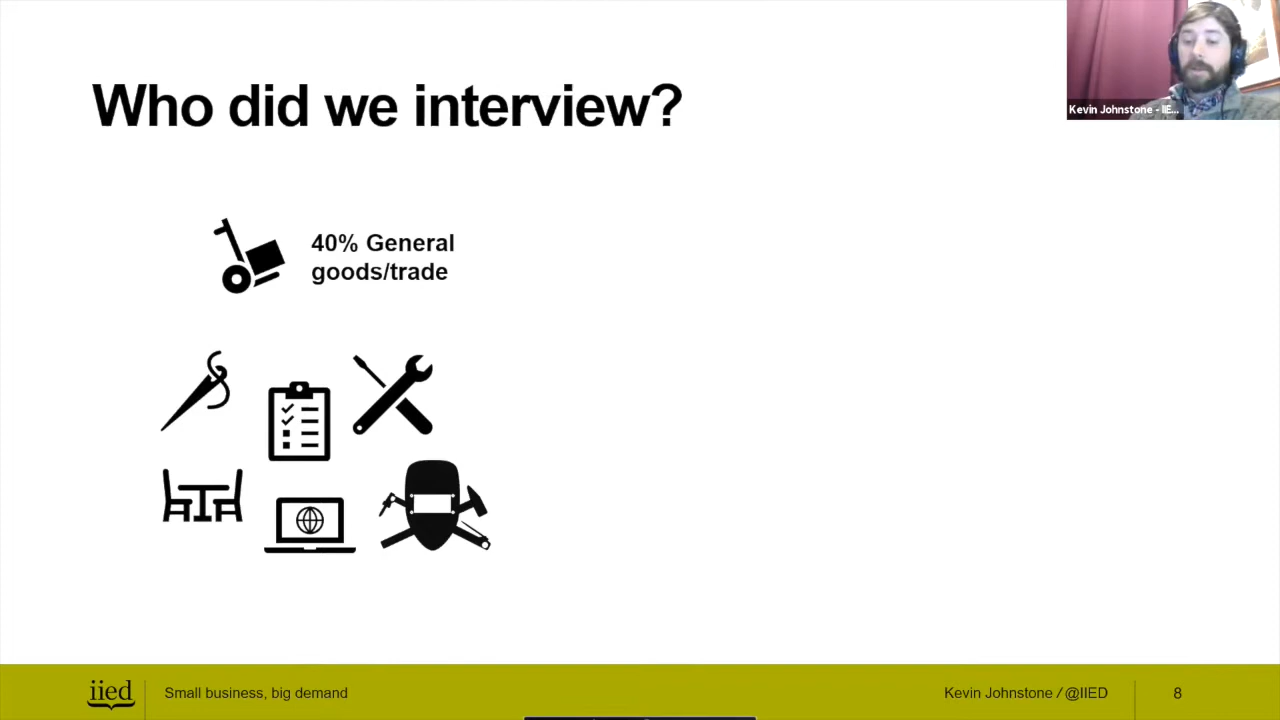 Who did we interview?
Kevin Johnstone - IIE...
40% General
goods/trade
iied
Small business, big demand
Kevin Johnstone / @IIED
8